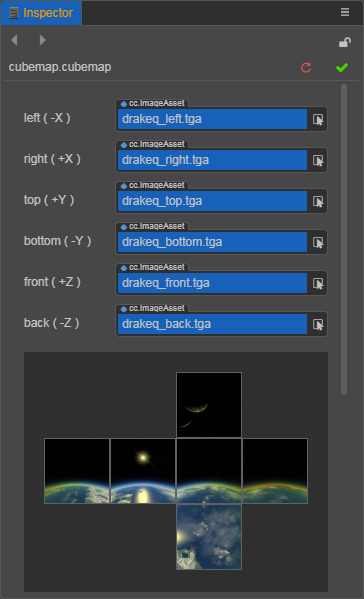 Inspector
cubemap.cubemap
cc.ImageAsset
left ( -X ) drakeq_left.tga
cc.ImageAsset
right ( +X ) drakeq_right.tga
cc.ImageAsset
top ( +Y ) drakeq_top.tga
cc.ImageAsset
bottom ( -Y ) drakeq_bottom.tga
cc.ImageAsset
front ( +Z ) drakeq_front.tga
cc.ImageAsset
back ( -Z ) drakeq_back.tga